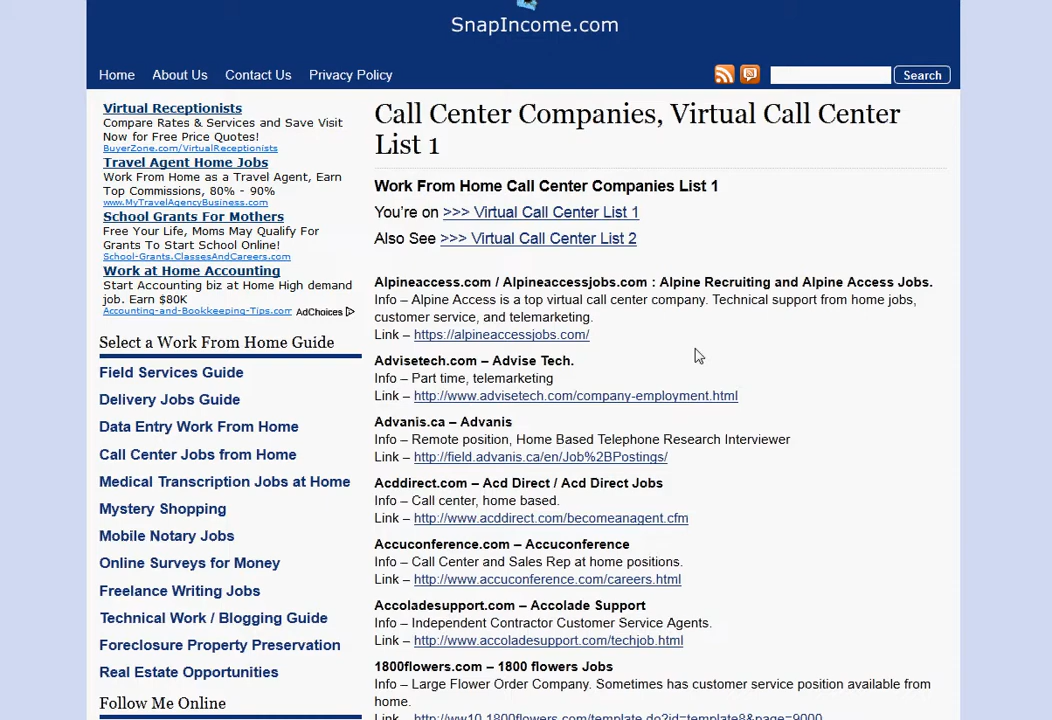 SnapIncome.com
Home About Us Contact Us Privacy Policy Search
Virtual Receptionists
Compare Rates & Services and Save Visit
Now for Free Price Quotes!
BuyerZone.com/VirtualReceptionists
Travel Agent Home Jobs
Work From Home as a Travel Agent, Earn
Top Commissions, 80% - 90%
www.MyTravelAgencyBusiness.com
School Grants For Mothers
Free Your Life, Moms May Qualify For
Grants To Start School Online!
School-Grants.ClassesAndCareers.com
Work at Home Accounting
Start Accounting biz at Home High demand
job. Earn $80K
Accounting-and-Bookkeeping-Tips.com AdChoices
Select a Work From Home Guide
Field Services Guide
Delivery Jobs Guide
Data Entry Work From Home
Call Center Jobs from Home
Medical Transcription Jobs at Home
Mystery Shopping
Mobile Notary Jobs
Online Surveys for Money
Freelance Writing Jobs
Technical Work / Blogging Guide
Foreclosure Property Preservation
Real Estate Opportunities
Follow Me Online
Call Center Companies, Virtual Call Center
List 1
Work From Home Call Center Companies List 1
You're on >>> Virtual Call Center List 1
Also See >>> Virtual Call Center List 2
Alpineaccess.com / Alpineaccessjobs.com : Alpine Recruiting and Alpine Access Jobs.
Info – Alpine Access is a top virtual call center company. Technical support from home jobs,
customer service, and telemarketing.
Link – https://alpineaccessjobs.com/
Advisetech.com – Advise Tech.
Info – Part time, telemarketing
Link – http://www.advisetech.com/company-employment.html
Advanis.ca – Advanis
Info – Remote position, Home Based Telephone Research Interviewer
Link – http://field.advanis.ca/en/Job%2BPostings/
Acddirect.com – Acd Direct / Acd Direct Jobs
Info – Call center, home based.
Link – http://www.acddirect.com/becomeanagent.cfm
Accuconference.com – Accuconference
Info – Call Center and Sales Rep at home positions.
Link – http://www.accuconference.com/careers.html
Accoladesupport.com – Accolade Support
Info – Independent Contractor Customer Service Agents.
Link – http://www.accoladesupport.com/techjob.html
1800flowers.com – 1800 flowers Jobs
Info – Large Flower Order Company. Sometimes has customer service position available from
home.
Link – http://ww10.1800flowers.com/template.do?id=template8&page=9000